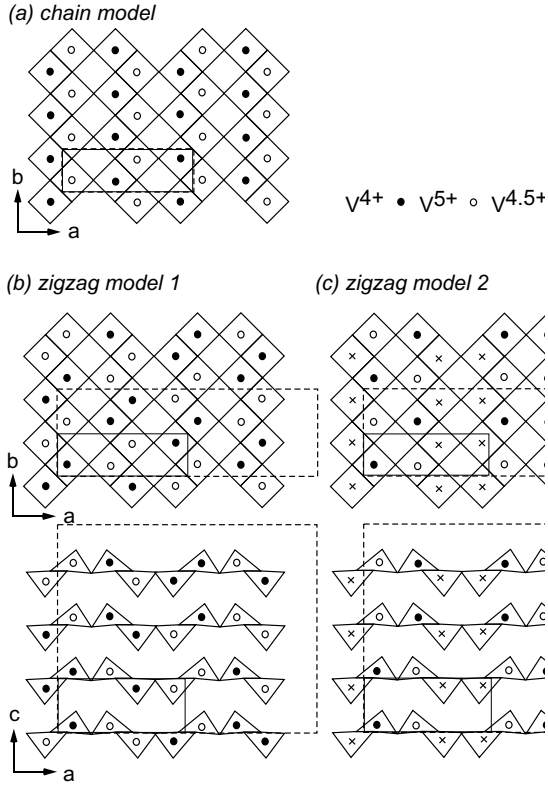 (a) chain model
b
a
V4+ ● V5+ ○ V4.5+
(b) zigzag model 1
(c) zigzag model 2
b
a
c
a